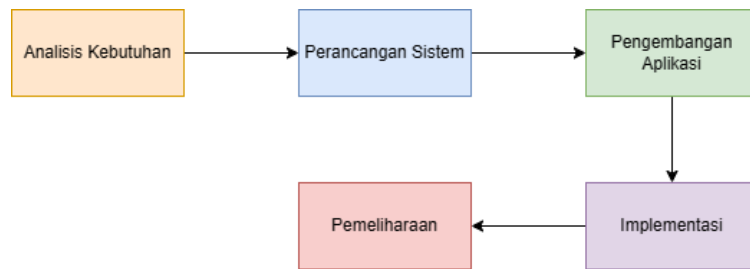 Analisis Kebutuhan
Perancangan Sistem
Pengembangan
Aplikasi
Pemeliharaan
Implementasi